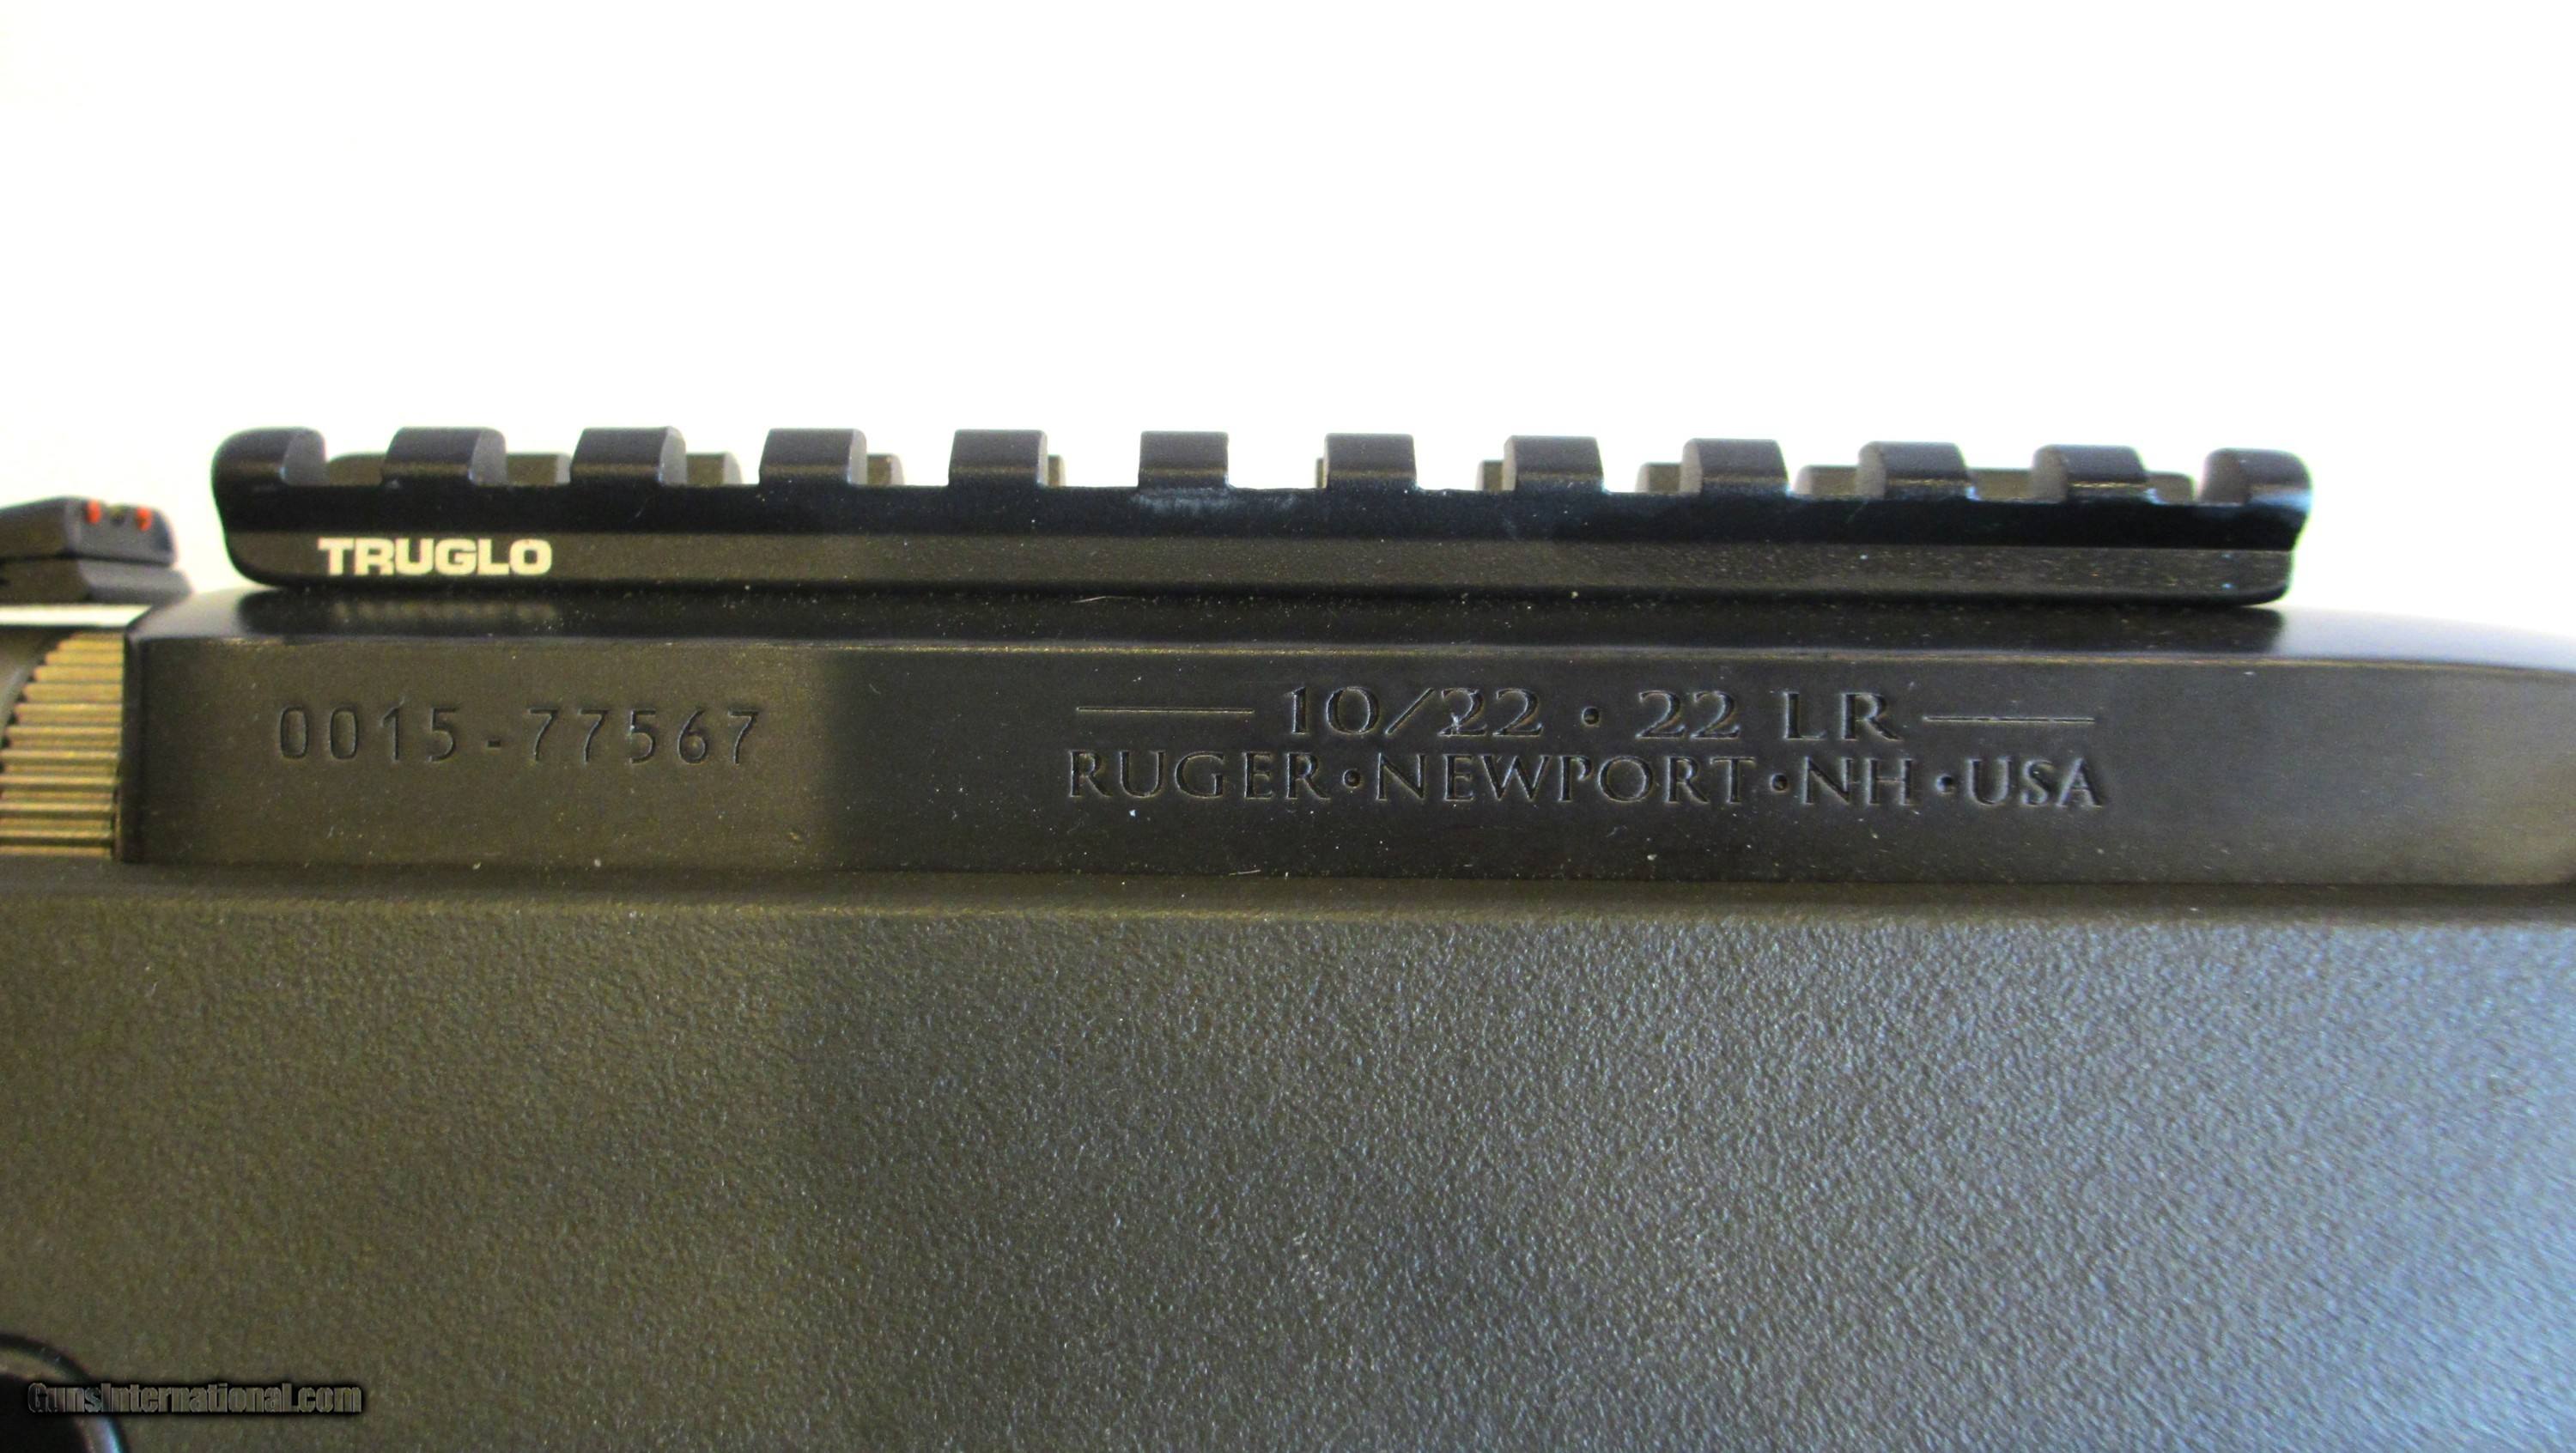 TRUGLO
0015-77567
10/22 • 22 LR
RUGER•NEWPORT•NH•USA
GunsInternational.com